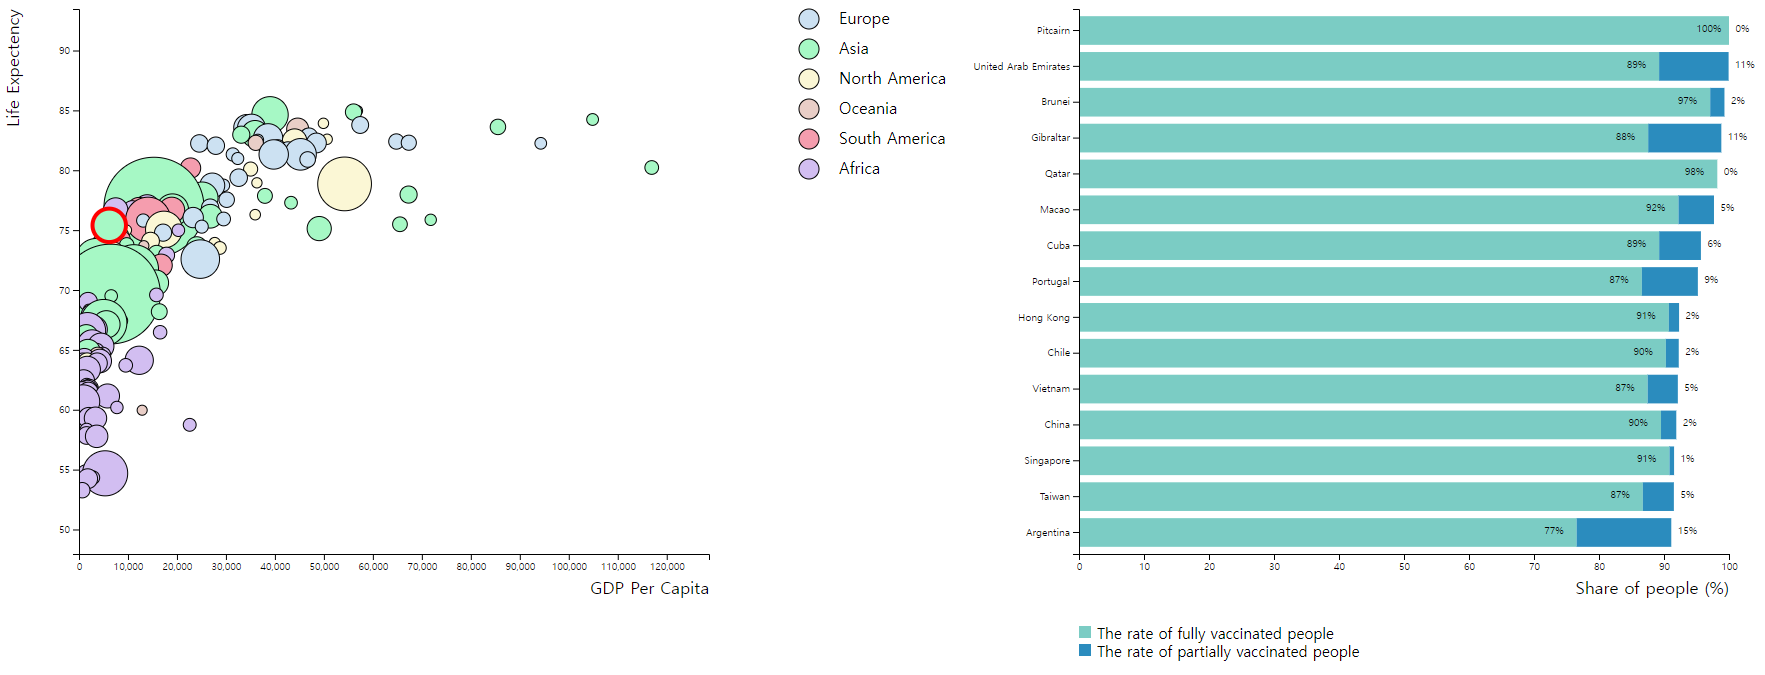 Life Expectency
90
85
80
75
70
65
60
55
50
0 10,000 20,000 30,000 40,000 50,000 60,000 70,000 80,000 90,000 100,000 110,000 120,000
GDP Per Capita
Europe
Asia
North America
Oceania
South America
Africa
Pitcairn 100% 0%
United Arab Emirates 89% 11%
Brunei 97% 2%
Gibraltar 88% 11%
Qatar 98% 0%
Macao 92% 5%
Cuba 89% 6%
Portugal 87% 9%
Hong Kong 91% 2%
Chile 90% 2%
Vietnam 87% 5%
China 90% 2%
Singapore 91% 1%
Taiwan 87% 5%
Argentina 77% 15%
0 10 20 30 40 50 60 70 80 90 100
Share of people (%)
The rate of fully vaccinated people
The rate of partially vaccinated people